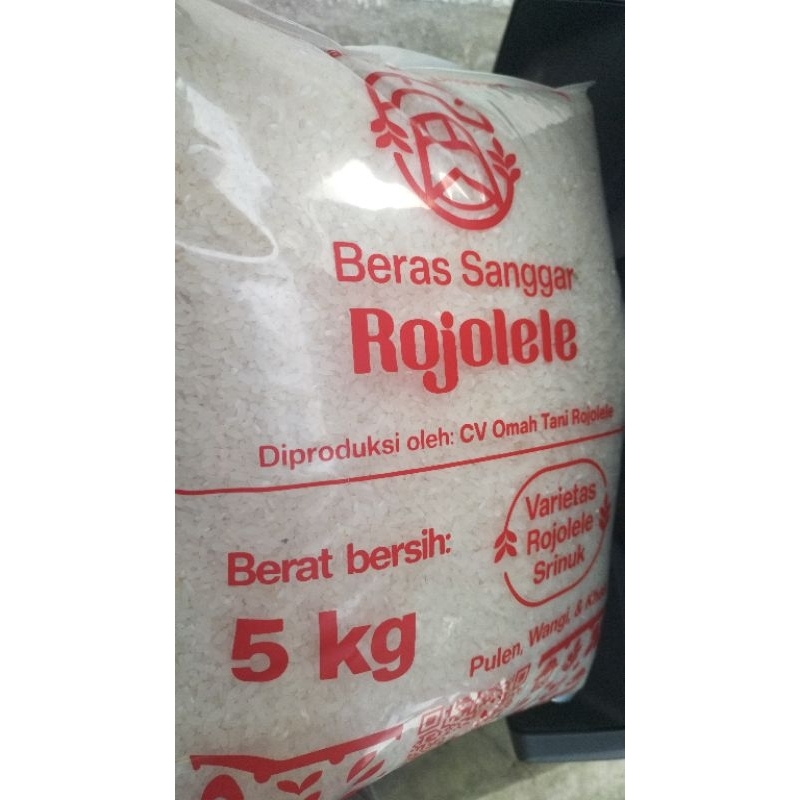 Beras Sanggar
Rojolele
Diproduksi oleh: CV Omah Tani Rojolele
Berat bersih:
5 kg
Varietas
Rojolele
Srinuk
Pulen, Wangi, &